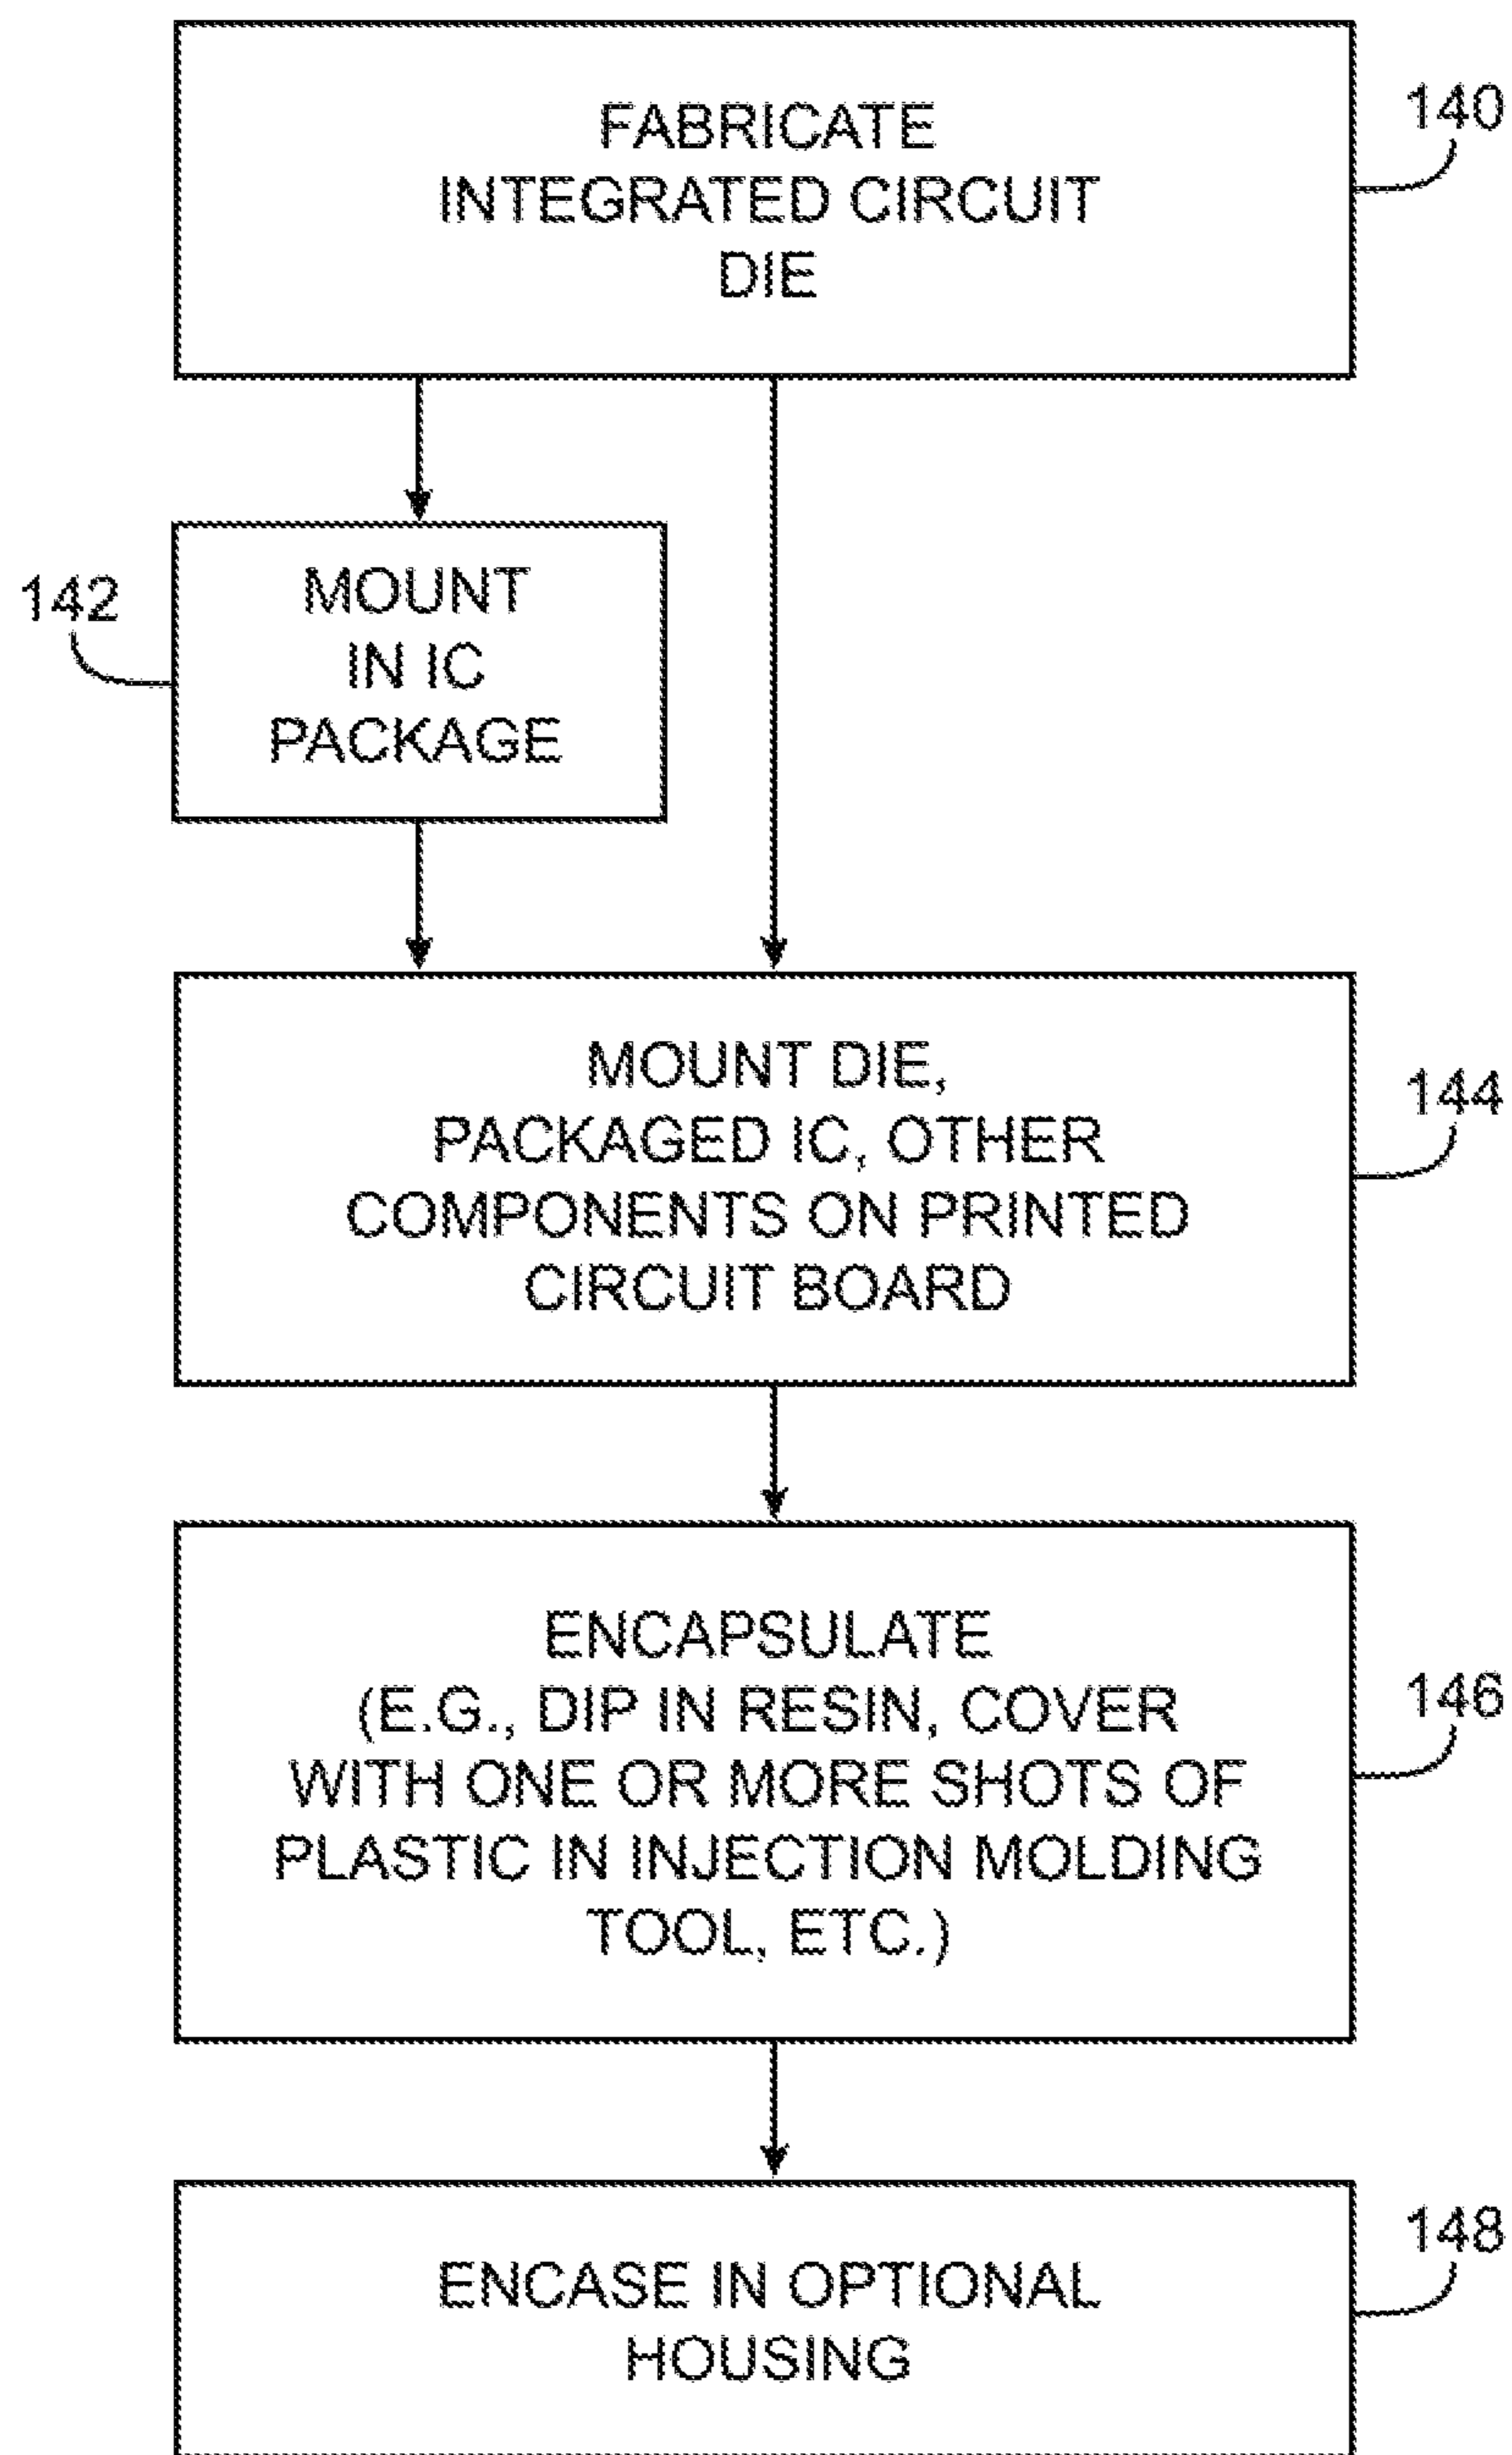 FABRICATE
INTEGRATED CIRCUIT
DIE
140
142
MOUNT
IN IC
PACKAGE
MOUNT DIE,
PACKAGED IC, OTHER
COMPONENTS ON PRINTED
CIRCUIT BOARD
144
ENCAPSULATE
(E.G., DIP IN RESIN, COVER
WITH ONE OR MORE SHOTS OF
PLASTIC IN INJECTION MOLDING
TOOL, ETC.)
146
ENCASE IN OPTIONAL
HOUSING
148